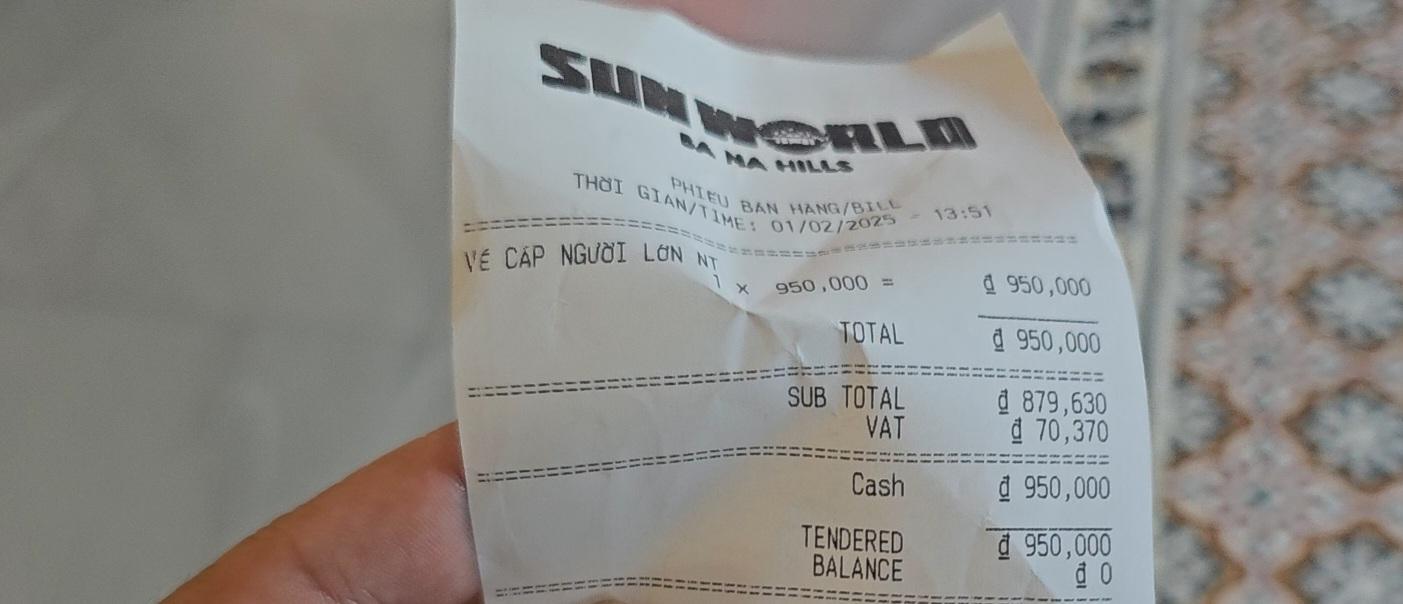 SUN WORLD
BA NA HILLS
PHIEU BAN HANG/BILL
THỜI GIAN/TIME: 01/02/2025 - 13:51
VÉ CÁP NGƯỜI LỚN NT
1 x 950,000 = ₫ 950,000
TOTAL ₫ 950,000
SUB TOTAL ₫ 879,630
VAT ₫ 70,370
Cash ₫ 950,000
TENDERED ₫ 950,000
BALANCE ₫ 0